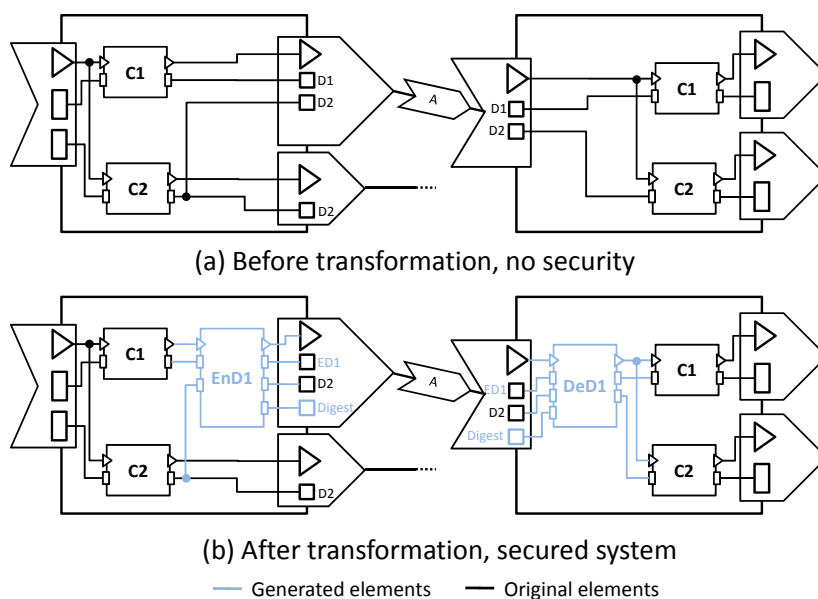 C1
D1
D2
A
C2
D2
D1
D2
C1
C2
(a) Before transformation, no security
C1
EnD1
ED1
D2
Digest
A
C2
D2
ED1
D2
Digest
DeD1
C1
C2
(b) After transformation, secured system
Generated elements
Original elements